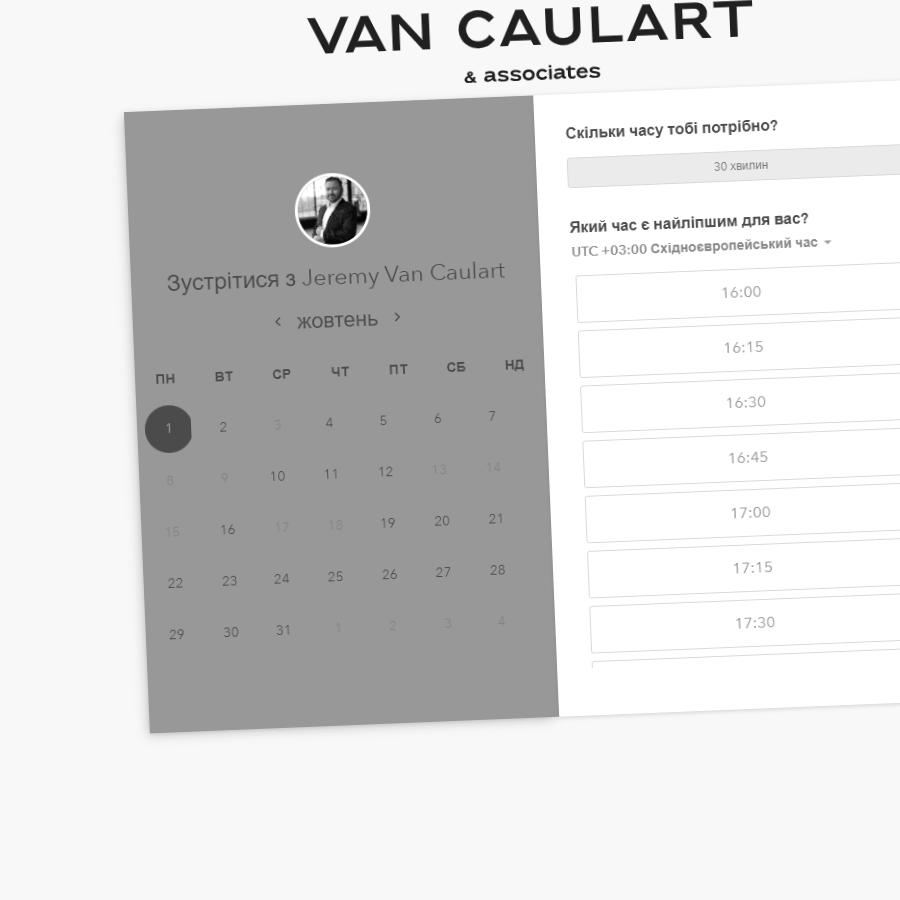 VAN CAULART
& associates
Зустрітися з Jeremy Van Caulart
жовтень
ПН ВТ СР ЧТ ПТ СБ НД
1 2 3 4 5 6 7
8 9 10 11 12 13 14
15 16 17 18 19 20 21
22 23 24 25 26 27 28
29 30 31 1 2 3 4
Скільки часу тобі потрібно?
30 хвилин
Який час є найліпшим для вас?
UTC +03:00 Східноєвропейський час
16:00
16:15
16:30
16:45
17:00
17:15
17:30